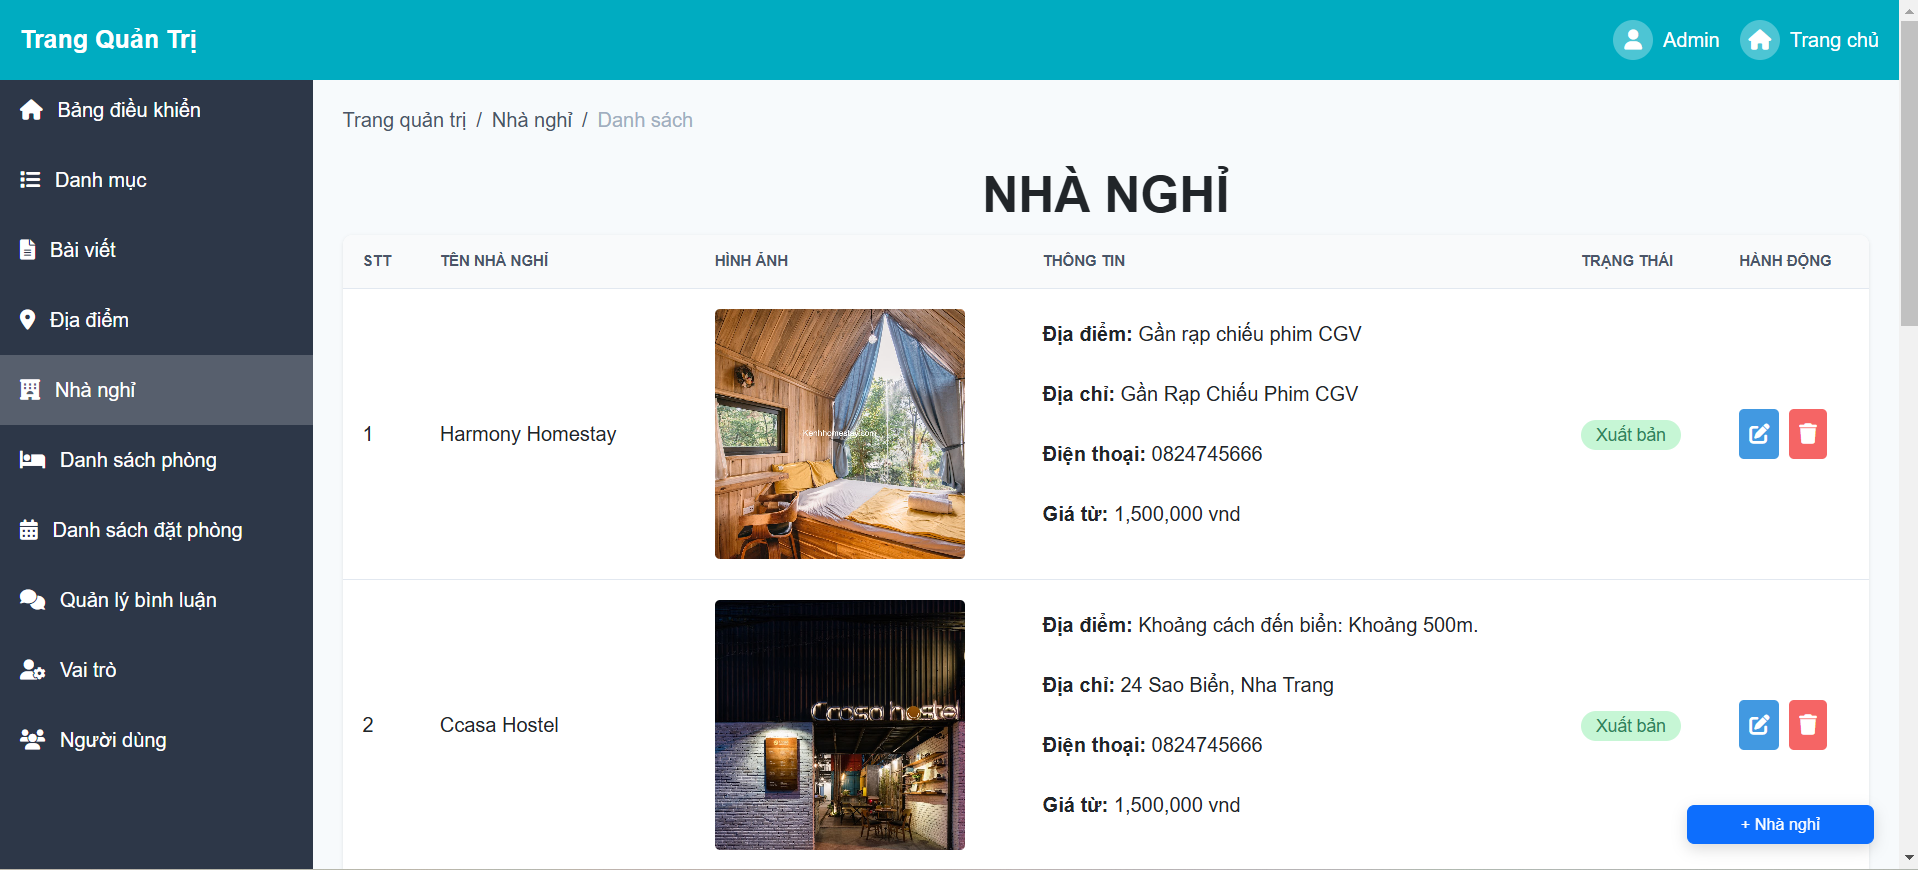 Trang Quản Trị
Admin
Trang chủ
Bảng điều khiển
Danh mục
Bài viết
Địa điểm
Nhà nghỉ
Danh sách phòng
Danh sách đặt phòng
Quản lý bình luận
Vai trò
Người dùng
Trang quản trị / Nhà nghỉ / Danh sách
NHÀ NGHỈ
STT TÊN NHÀ NGHỈ HÌNH ẢNH THÔNG TIN TRẠNG THÁI HÀNH ĐỘNG
1
Harmony Homestay
Kenhhomestay.com
Địa điểm: Gần rạp chiếu phim CGV
Địa chỉ: Gần Rạp Chiếu Phim CGV
Điện thoại: 0824745666
Giá từ: 1,500,000 vnd
Xuất bản
2
Ccasa Hostel
Ccasa hostel
Địa điểm: Khoảng cách đến biển: Khoảng 500m.
Địa chỉ: 24 Sao Biển, Nha Trang
Điện thoại: 0824745666
Giá từ: 1,500,000 vnd
Xuất bản
+ Nhà nghỉ